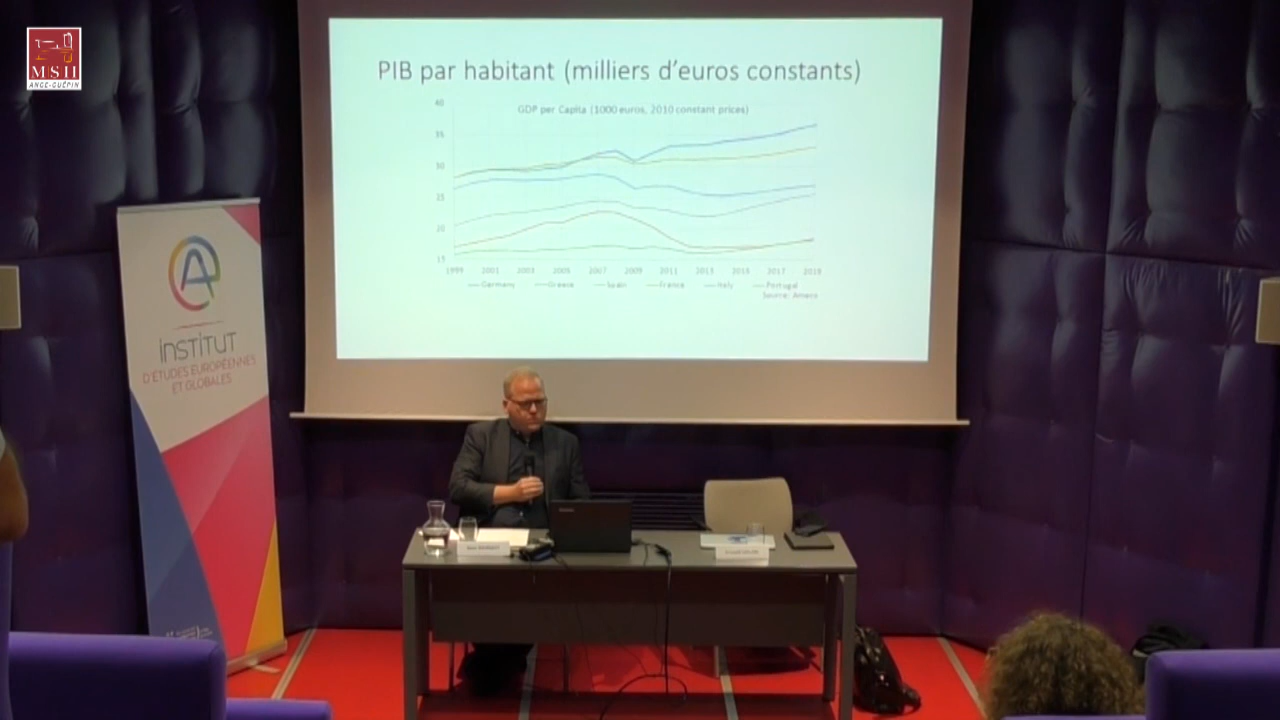 MSH
ANGE-GUÉPIN
PIB par habitant (milliers d'euros constants)
GDP per Capita (1000 euros, 2010 constant prices)
40
35
30
25
20
15
1999 2001 2003 2005 2007 2009 2011 2013 2015 2017 2019
Germany Greece Spain France Italy Portugal
Source: Ameco
INSTITUT
D'ÉTUDES EUROPÉENNES
ET GLOBALES